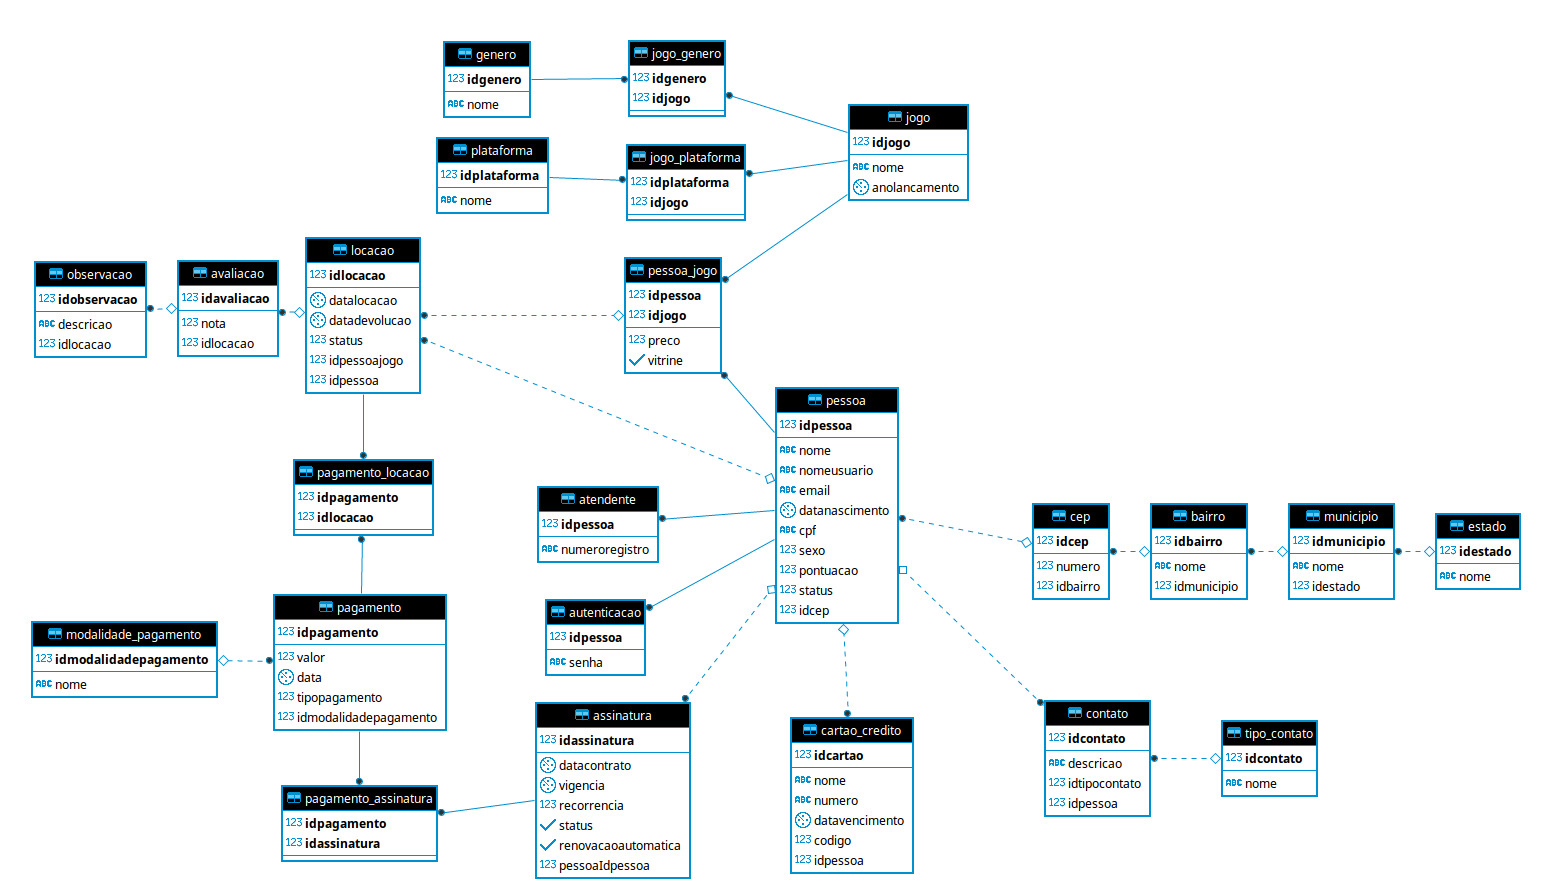 genero
123 idgenero
ABC nome
jogo_genero
123 idgenero
123 idjogo
jogo
123 idjogo
ABC nome
anolancamento
plataforma
123 idplataforma
ABC nome
jogo_plataforma
123 idplataforma
123 idjogo
observacao
123 idobservacao
ABC descricao
123 idlocacao
avaliacao
123 idavaliacao
123 nota
123 idlocacao
locacao
123 idlocacao
datalocacao
datadevolucao
123 status
123 idpessoajogo
123 idpessoa
pessoa_jogo
123 idpessoa
123 idjogo
123 preco
vitrine
pessoa
123 idpessoa
ABC nome
ABC nomeusuario
ABC email
datanascimento
ABC cpf
123 sexo
123 pontuacao
123 status
123 idcep
pagamento_locacao
123 idpagamento
123 idlocacao
atendente
123 idpessoa
123 numeroregistro
autenticacao
123 idpessoa
ABC senha
cep
123 idcep
123 numero
123 idbairro
bairro
123 idbairro
ABC nome
123 idmunicipio
municipio
123 idmunicipio
ABC nome
123 idestado
estado
123 idestado
ABC nome
modalidade_pagamento
123 idmodalidadepagamento
ABC nome
pagamento
123 idpagamento
123 valor
data
123 tipopagamento
123 idmodalidadepagamento
pagamento_assinatura
123 idpagamento
123 idassinatura
assinatura
123 idassinatura
datacontrato
vigencia
123 recorrencia
status
renovacaoautomatica
123 pessoaIdpessoa
cartao_credito
123 idcartao
ABC nome
ABC numero
datavencimento
123 codigo
123 idpessoa
contato
123 idcontato
ABC descricao
123 idtipocontato
123 idpessoa
tipo_contato
123 idcontato
ABC nome